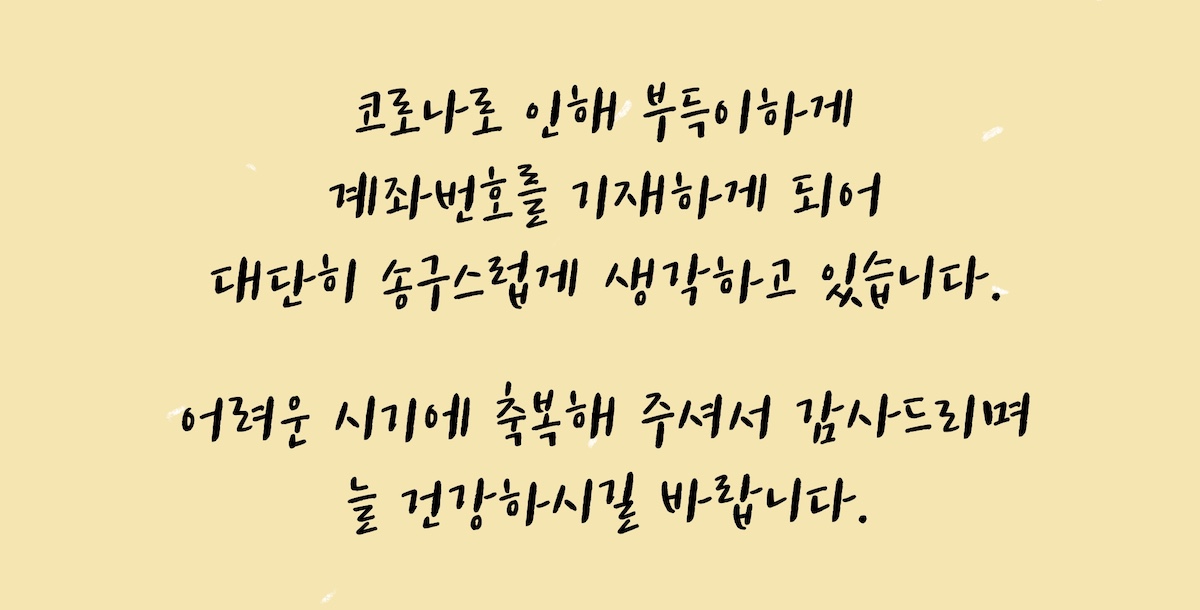 코로나로 인해 부득이하게
계좌번호를 기재하게 되어
대단히 송구스럽게 생각하고 있습니다.
어려운 시기에 축복해 주셔서 감사드리며
늘 건강하시길 바랍니다.